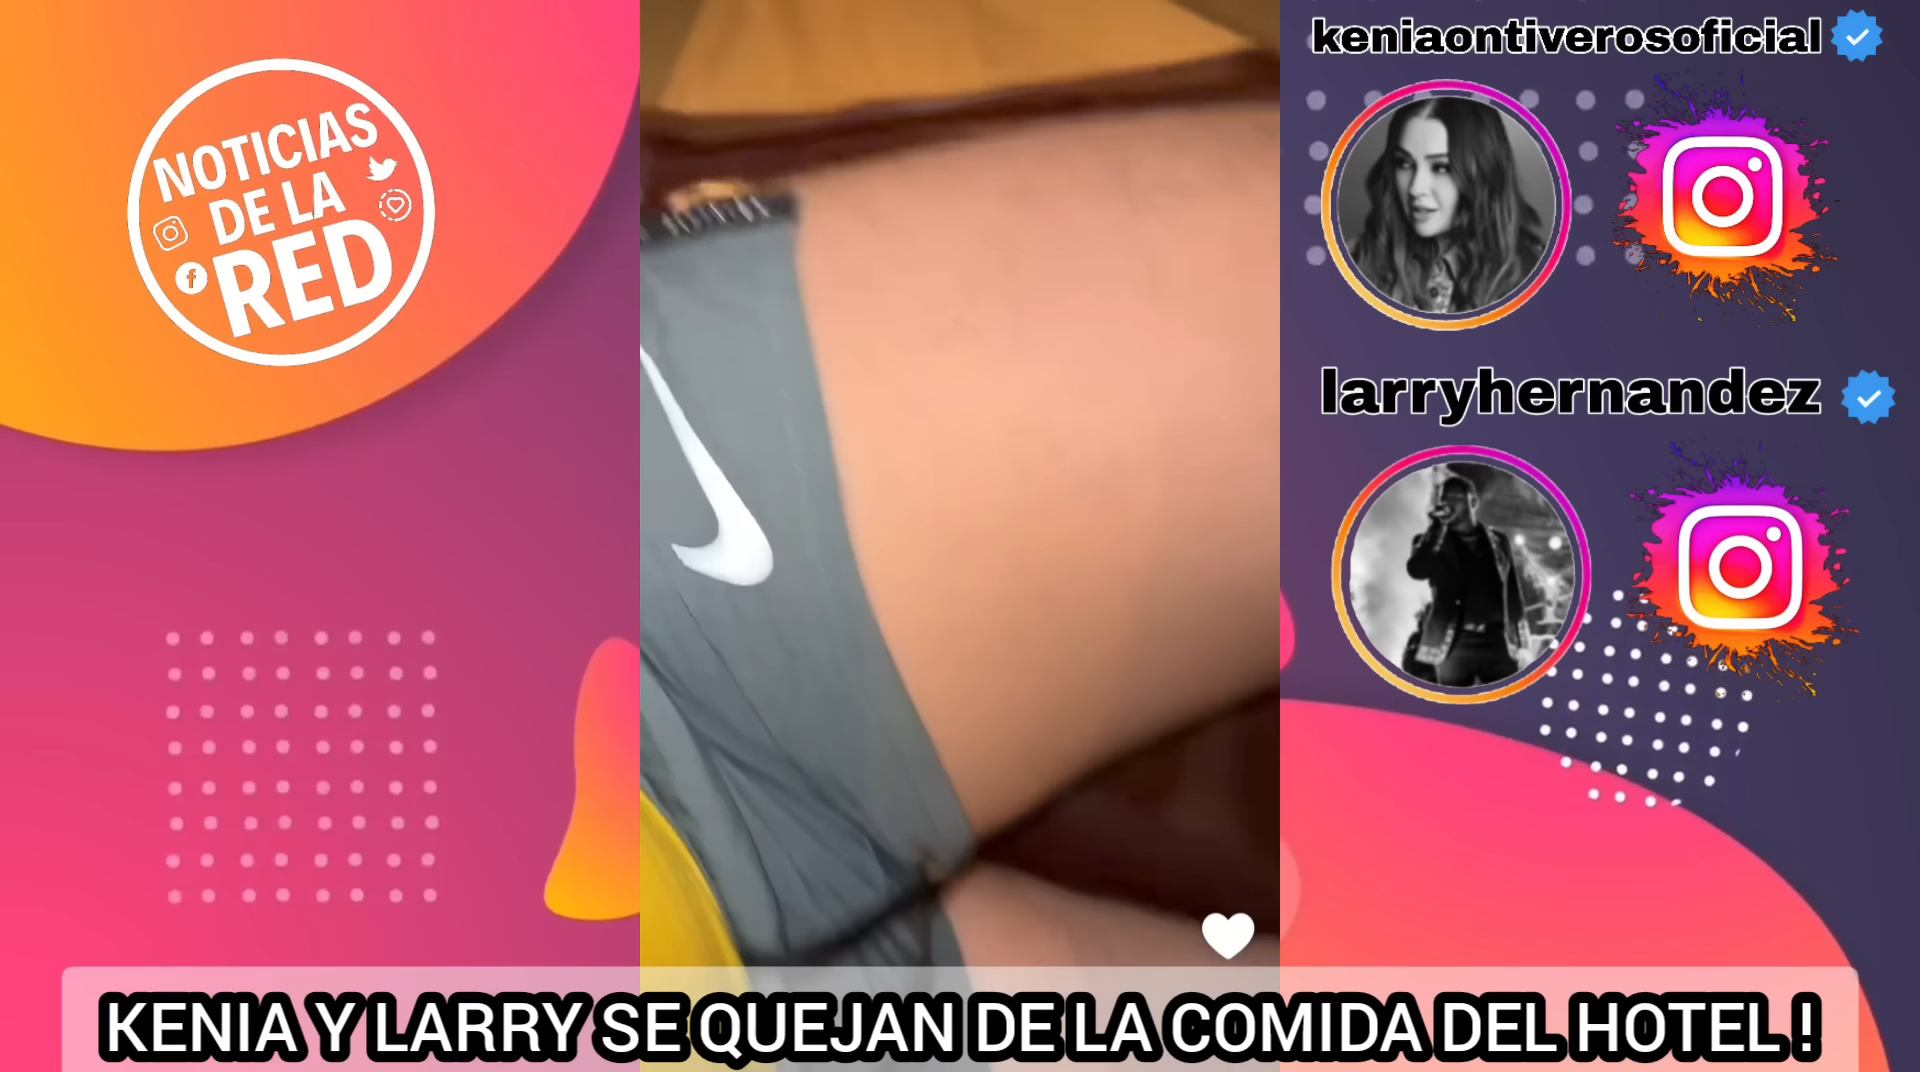 NOTICIAS
DE LA
RED
keniaontiverosoficial
larryhernandez
KENIA Y LARRY SE QUEJAN DE LA COMIDA DEL HOTEL !